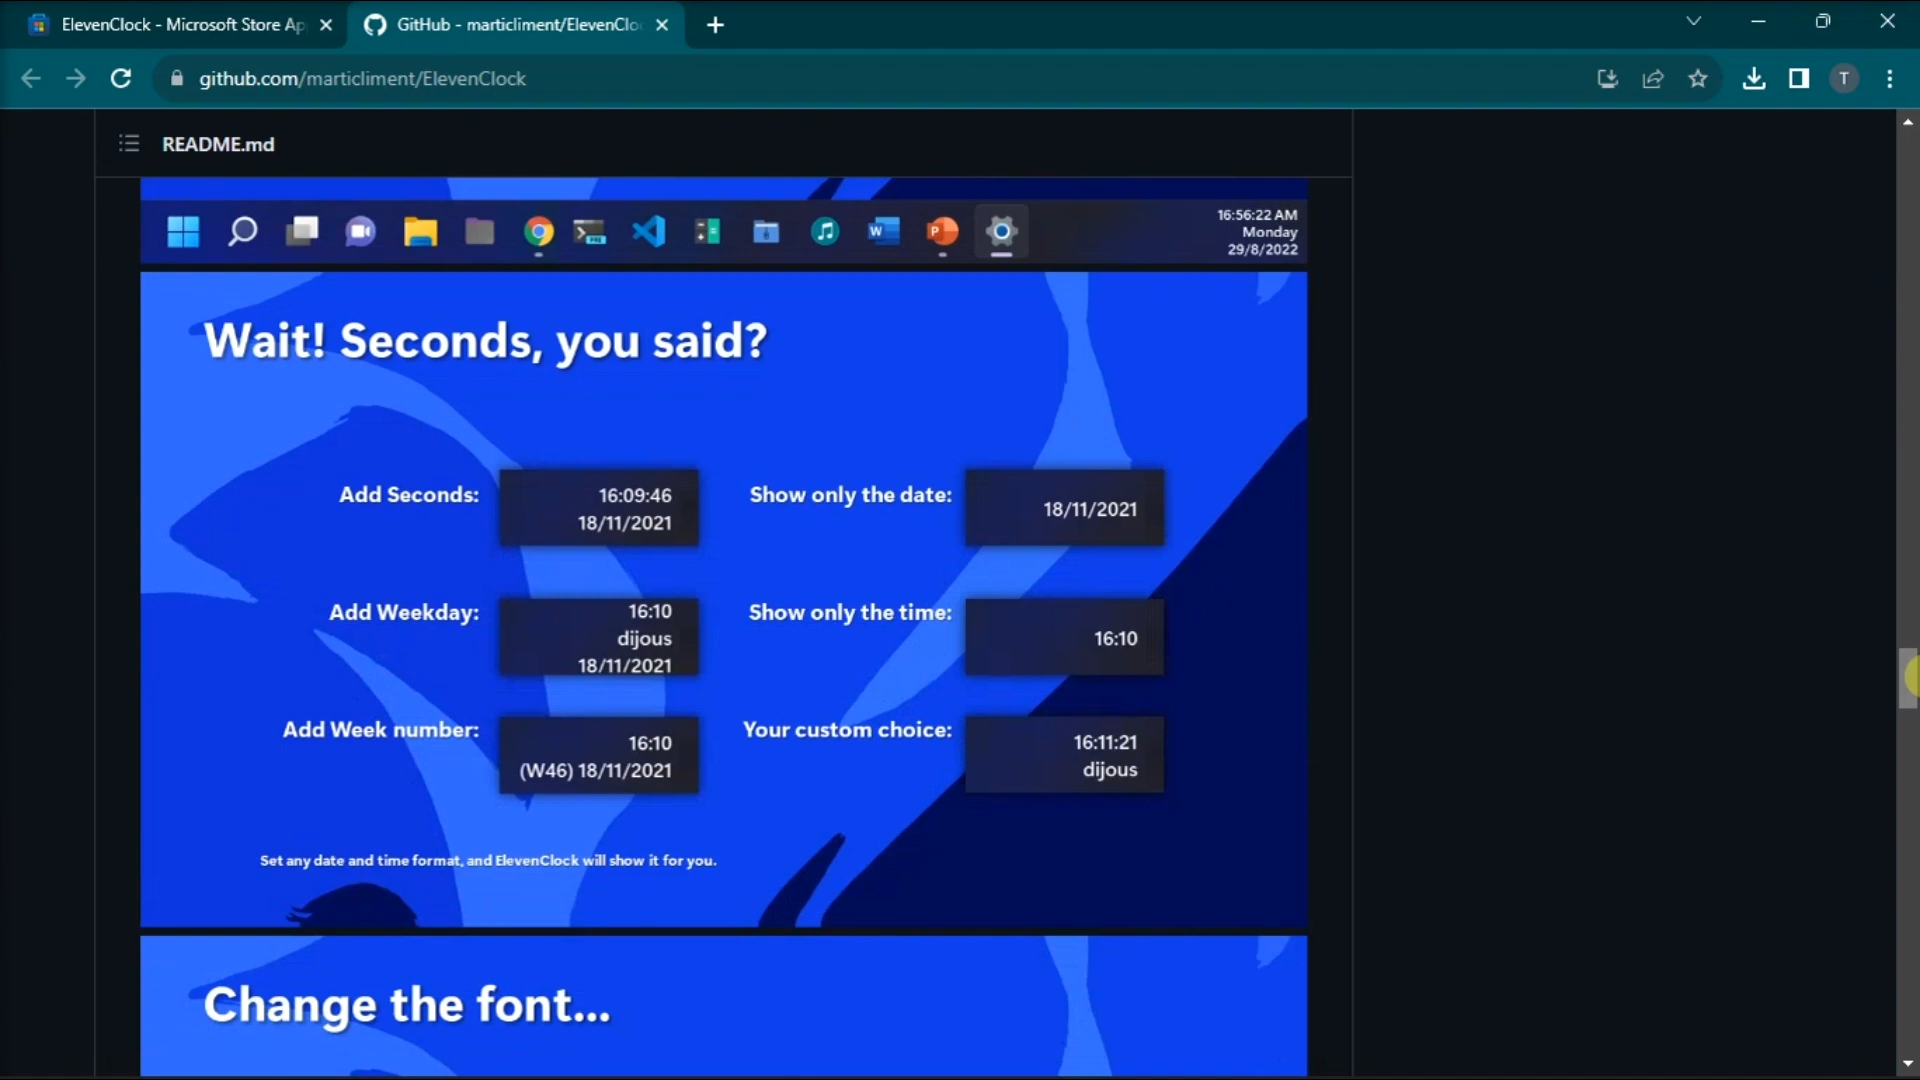 ElevenClock - Microsoft Store Ap
GitHub - marticliment/ElevenCloc
github.com/marticliment/ElevenClock
T
README.md
16:56:22 AM
Monday
29/8/2022
Wait! Seconds, you said?
Add Seconds:
16:09:46
18/11/2021
Show only the date:
18/11/2021
Add Weekday:
16:10
dijous
18/11/2021
Show only the time:
16:10
Add Week number:
16:10
(W46) 18/11/2021
Your custom choice:
16:11:21
dijous
Set any date and time format, and ElevenClock will show it for you.
Change the font...